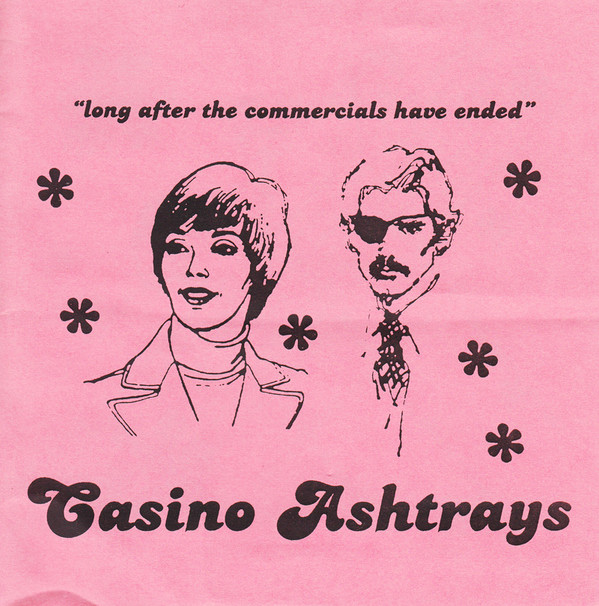 “long after the commercials have ended”
Casino Ashtrays